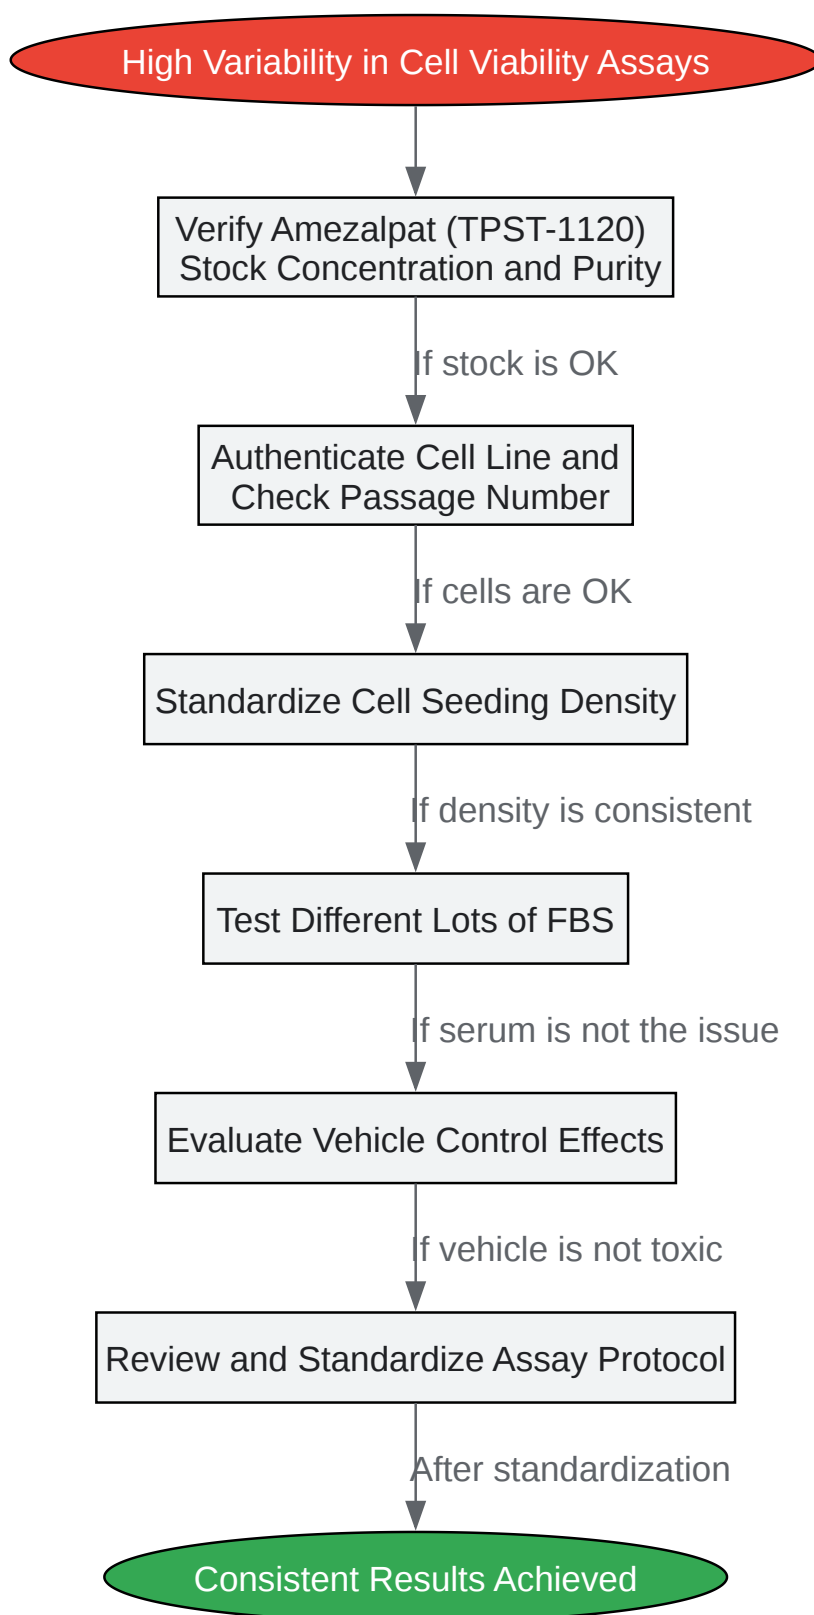 High Variability in Cell Viability Assays
Verify Amezalpat (TPST-1120)
Stock Concentration and Purity
If stock is OK
Authenticate Cell Line and
Check Passage Number
If cells are OK
Standardize Cell Seeding Density
If density is consistent
Test Different Lots of FBS
If serum is not the issue
Evaluate Vehicle Control Effects
If vehicle is not toxic
Review and Standardize Assay Protocol
After standardization
Consistent Results Achieved